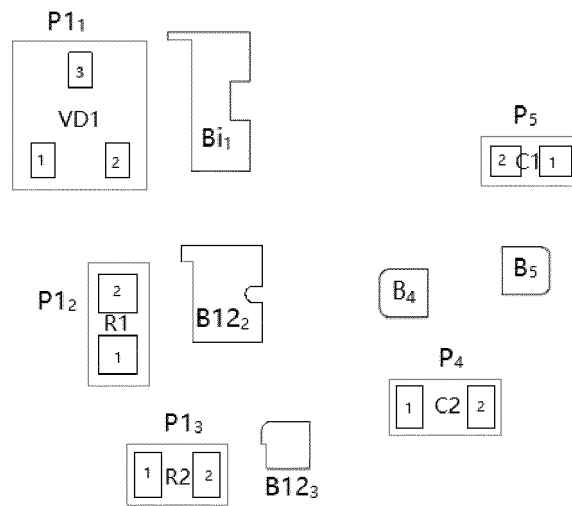 P1₁
3
VD1
1
2
Bi₁
P₅
2
C1
1
P1₂
2
R1
1
B12₂
B₄
B₅
P₄
1
C2
2
P1₃
1
R2
2
B12₃